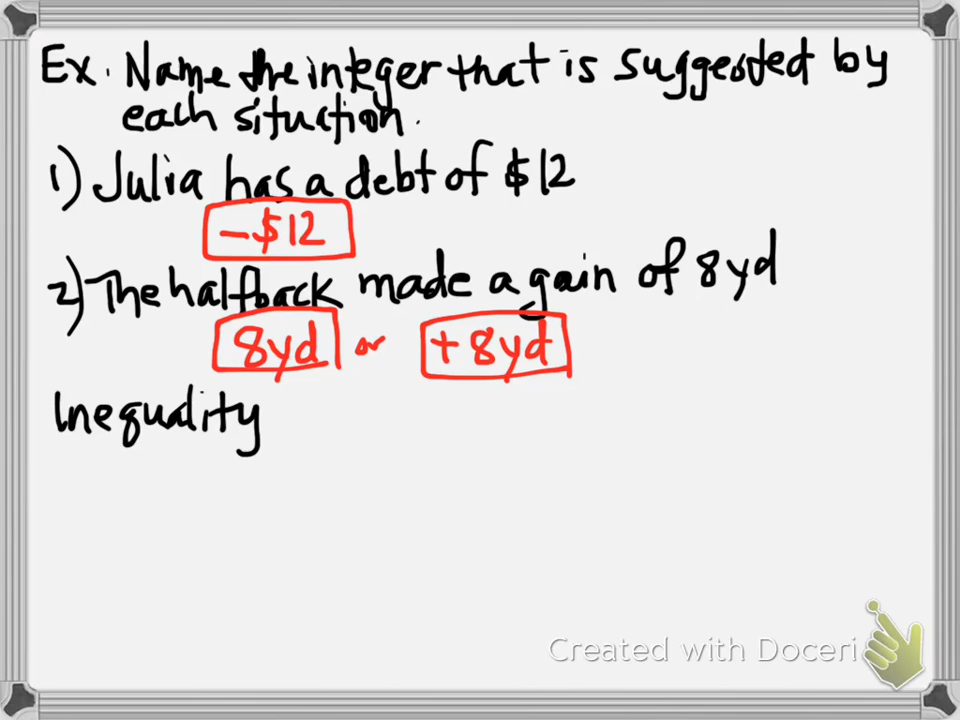 Ex. Name the integer that is suggested by
each situation.
1) Julia has a debt of $12
-$12
2) The halfback made a gain of 8yd
8yd or +8yd
Inequality
Created with Doceri